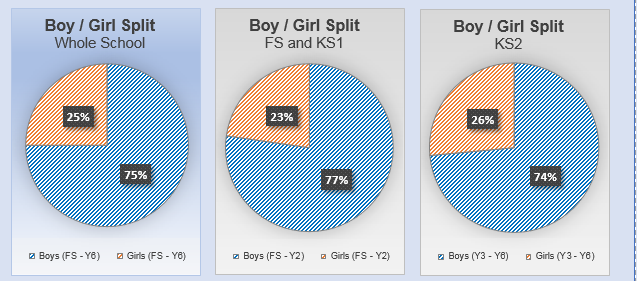 Boy / Girl Split
Whole School
25%
75%
Boys (FS - Y6) Girls (FS - Y6)
Boy / Girl Split
FS and KS1
23%
77%
Boys (FS - Y2) Girls (FS - Y2)
Boy / Girl Split
KS2
26%
74%
Boys (Y3 - Y6) Girls (Y3 - Y6)